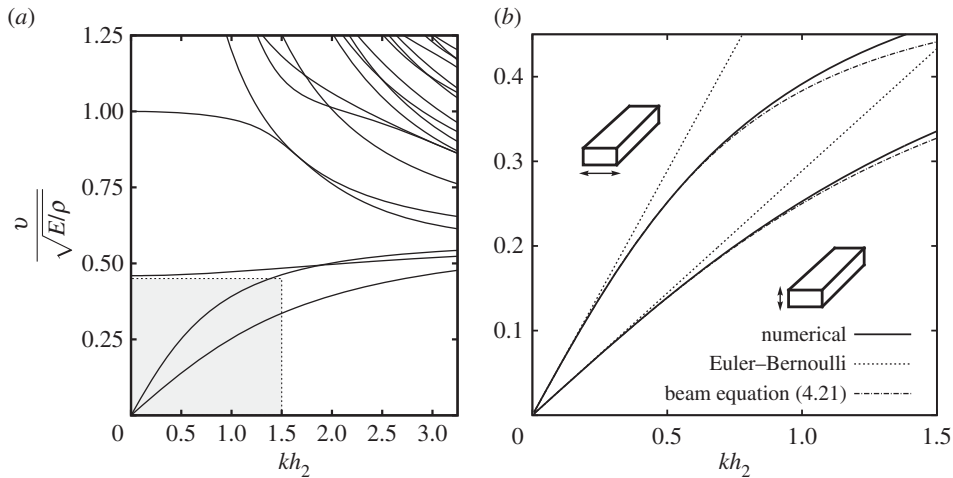 (a)
(b)
1.25
1.00
0.75
0.50
0.25
υ
√E/ρ
0
0.5
1.0
1.5
2.0
2.5
3.0
kh2
0.4
0.3
0.2
0.1
numerical
Euler–Bernoulli
beam equation (4.21)
0
0.5
1.0
1.5
kh2